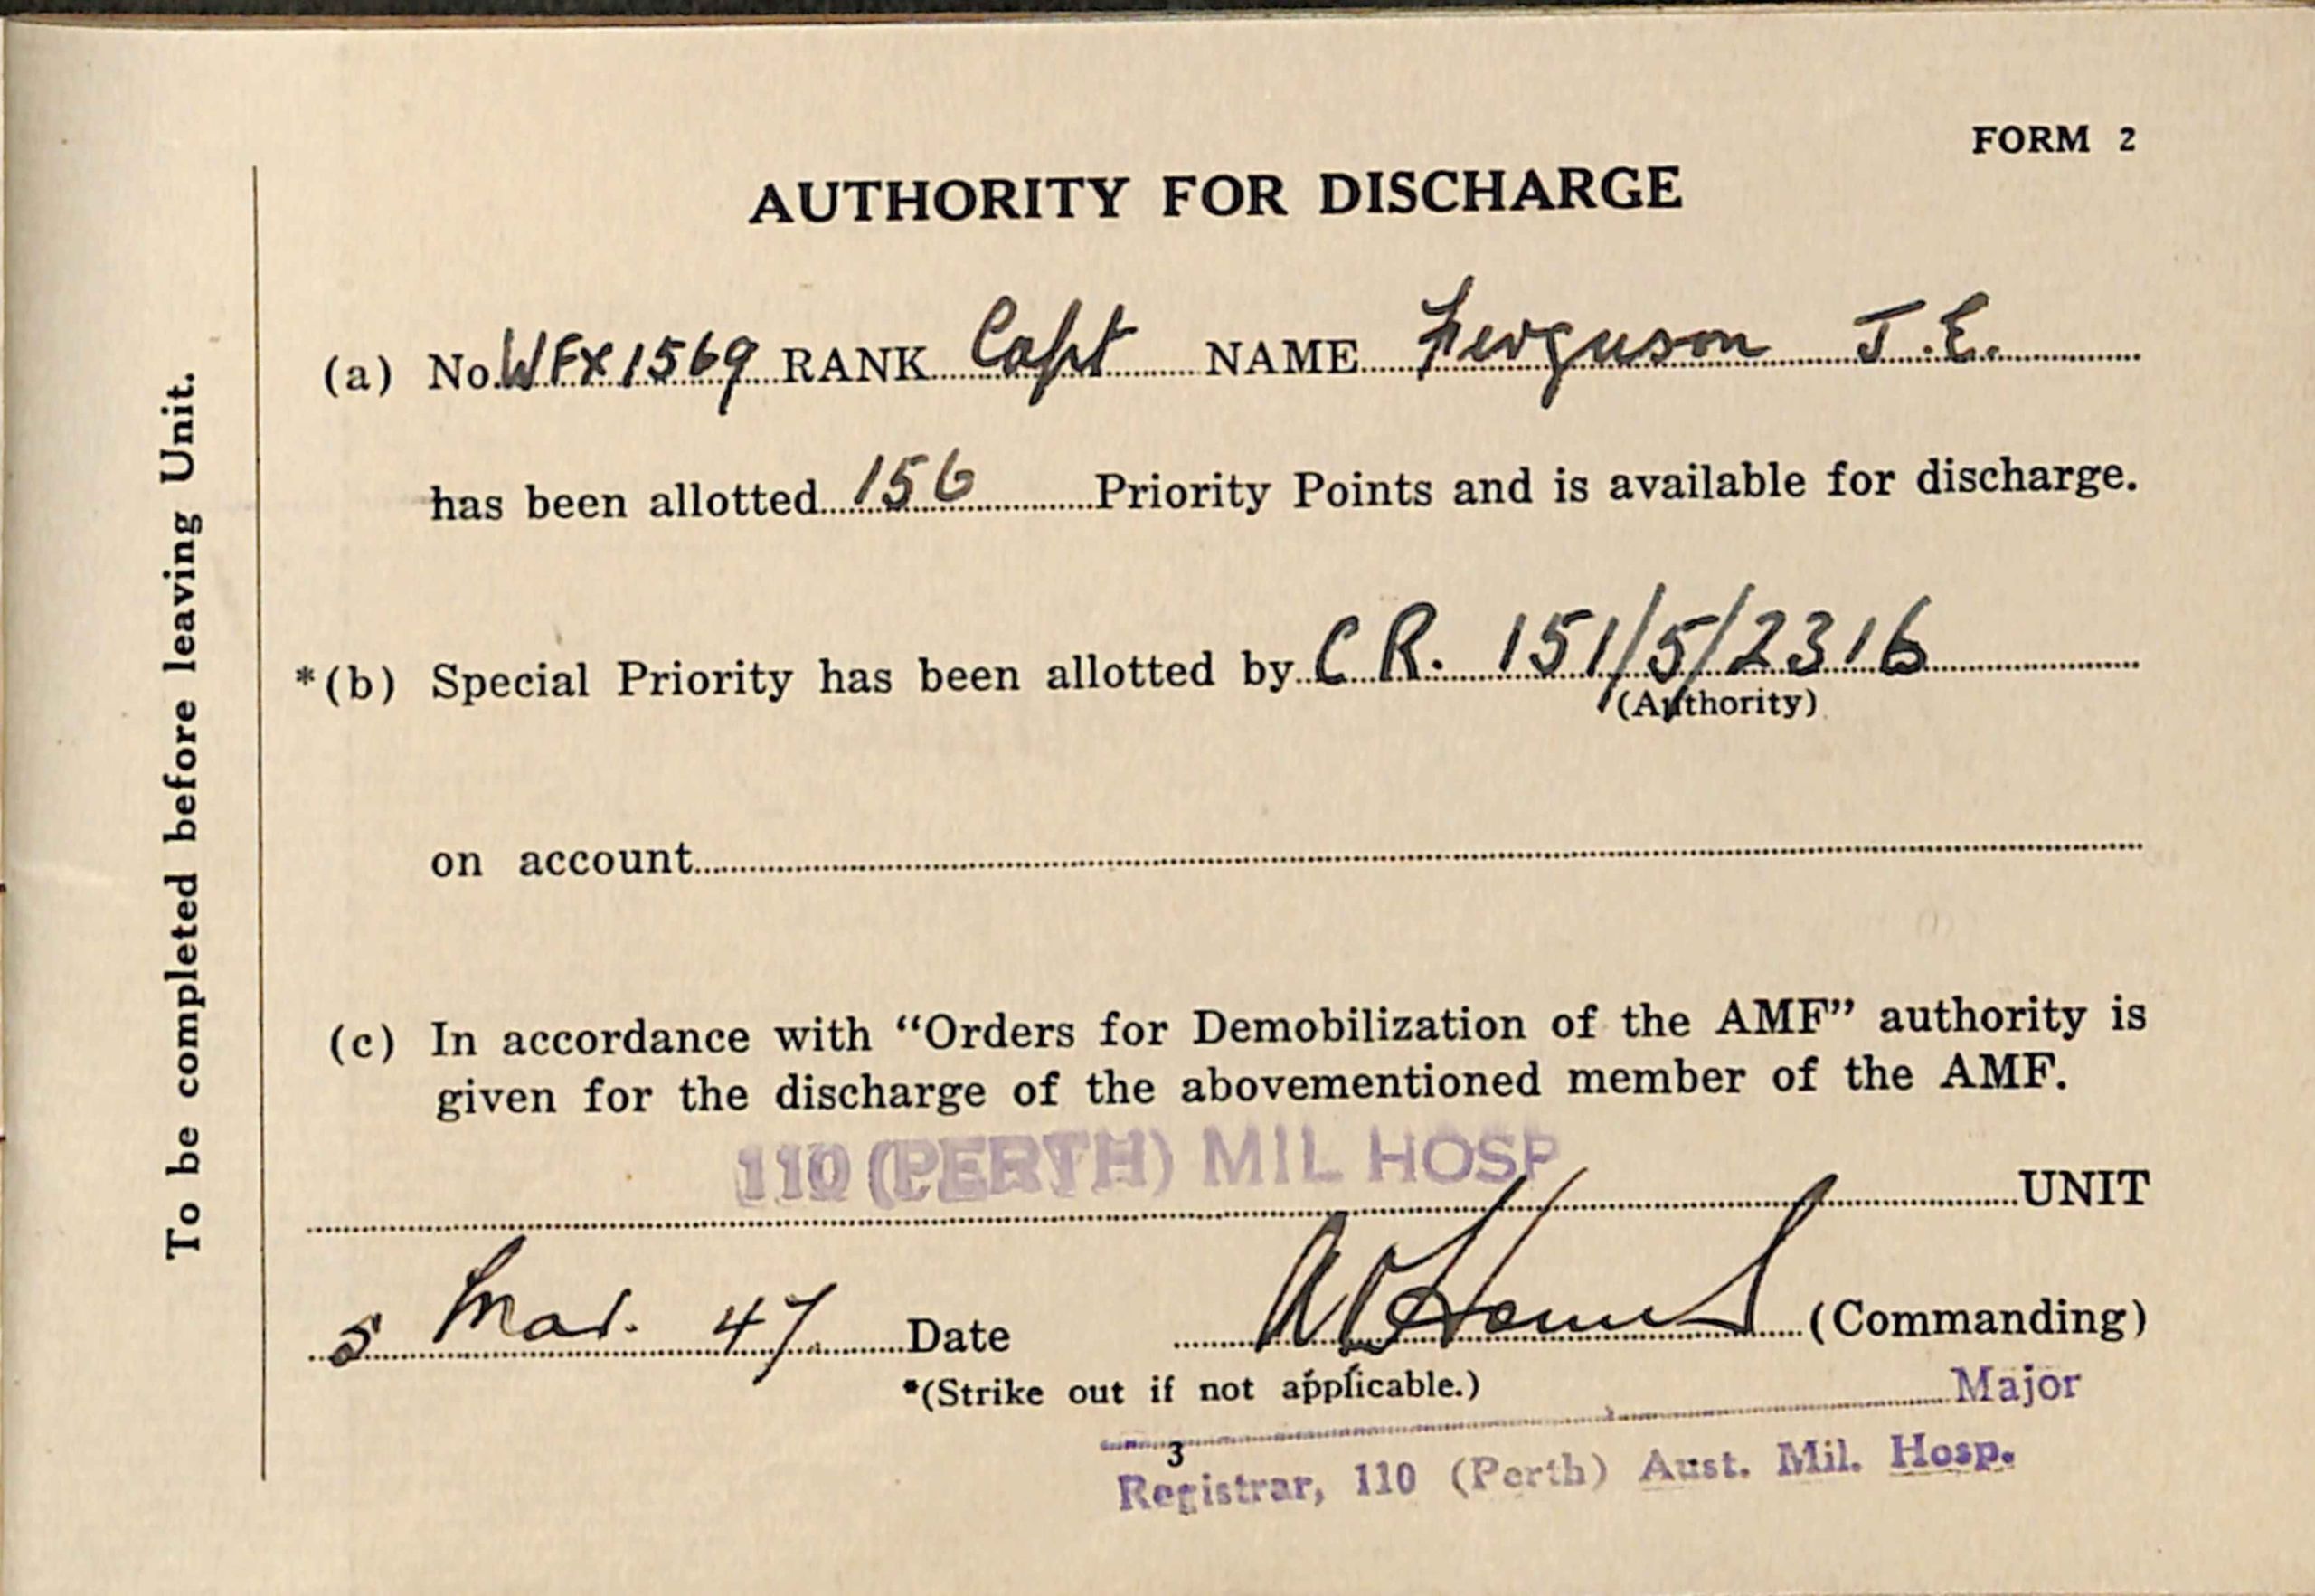 FORM 2
AUTHORITY FOR DISCHARGE
(a) No. WFX1569 RANK Capt NAME Ferguson J.E.
has been allotted 156 Priority Points and is available for discharge.
*(b) Special Priority has been allotted by C R. 151/5/2316
(Authority)
on account
(c) In accordance with “Orders for Demobilization of the AMF” authority is
given for the discharge of the abovementioned member of the AMF.
110 (PERTH) MIL HOSP
UNIT
5 Mar. 47 Date (Commanding)
*(Strike out if not applicable.)
Major
3
Registrar, 110 (Perth) Aust. Mil. Hosp.
To be completed before leaving Unit.